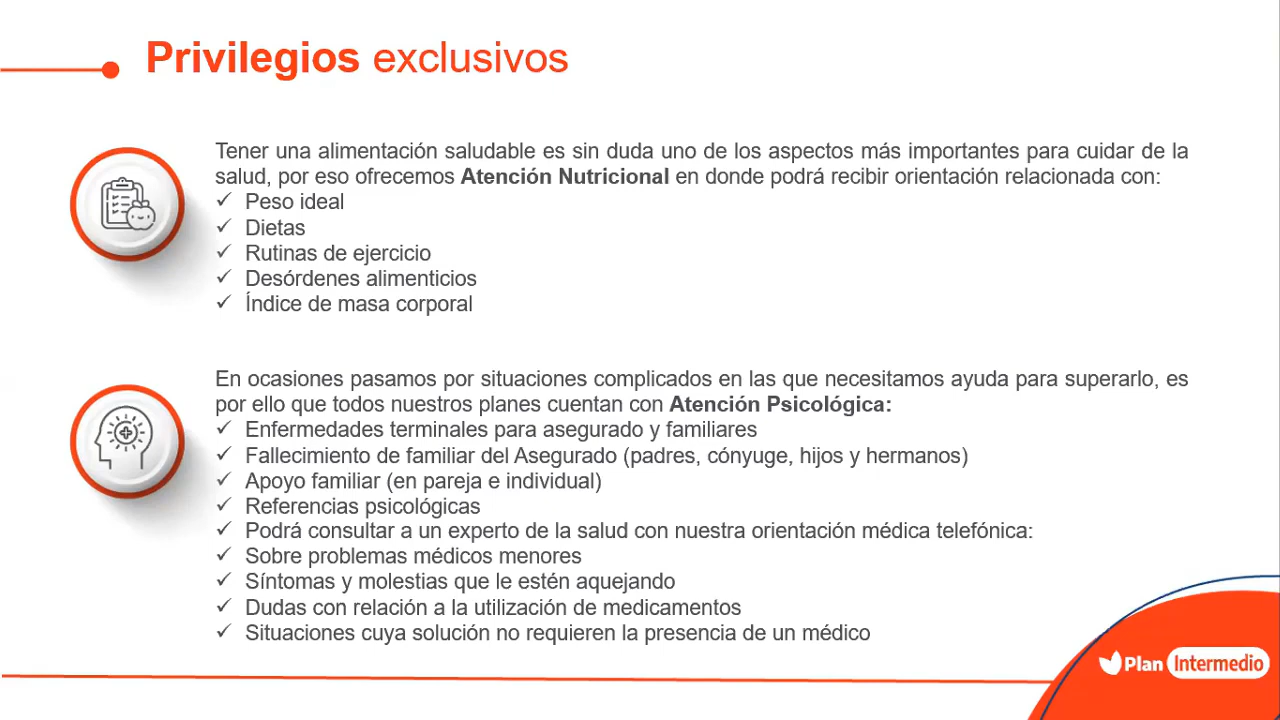 Privilegios exclusivos
Tener una alimentación saludable es sin duda uno de los aspectos más importantes para cuidar de la
salud, por eso ofrecemos Atención Nutricional en donde podrá recibir orientación relacionada con:
✓ Peso ideal
✓ Dietas
✓ Rutinas de ejercicio
✓ Desórdenes alimenticios
✓ Índice de masa corporal
En ocasiones pasamos por situaciones complicados en las que necesitamos ayuda para superarlo, es
por ello que todos nuestros planes cuentan con Atención Psicológica:
✓ Enfermedades terminales para asegurado y familiares
✓ Fallecimiento de familiar del Asegurado (padres, cónyuge, hijos y hermanos)
✓ Apoyo familiar (en pareja e individual)
✓ Referencias psicológicas
✓ Podrá consultar a un experto de la salud con nuestra orientación médica telefónica:
✓ Sobre problemas médicos menores
✓ Síntomas y molestias que le estén aquejando
✓ Dudas con relación a la utilización de medicamentos
✓ Situaciones cuya solución no requieren la presencia de un médico
Plan Intermedio